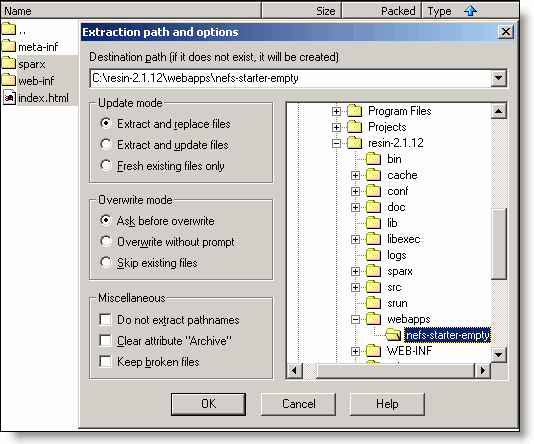 Name Size Packed Type
..
meta-inf
sparx
web-inf
index.html
Extraction path and options
Destination path (if it does not exist, it will be created)
C:\resin-2.1.12\webapps\nefs-starter-empty
Update mode
Extract and replace files
Extract and update files
Fresh existing files only
Overwrite mode
Ask before overwrite
Overwrite without prompt
Skip existing files
Miscellaneous
Do not extract pathnames
Clear attribute "Archive"
Keep broken files
Program Files
Projects
resin-2.1.12
bin
cache
conf
doc
lib
libexec
logs
sparx
src
srun
webapps
nefs-starter-empty
WEB-INF
OK Cancel Help